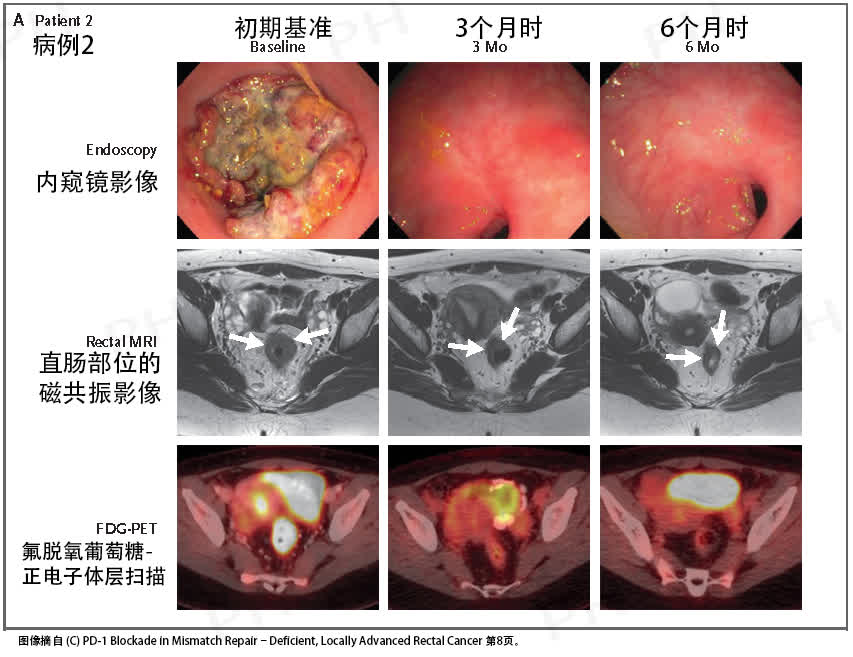 A Patient 2
病例2
初期基准
Baseline
3个月时
3 Mo
6个月时
6 Mo
Endoscopy
内窥镜影像
Rectal MRI
直肠部位的
磁共振影像
FDG-PET
氟脱氧葡萄糖-
正电子体层扫描
图像摘自 (C) PD-1 Blockade in Mismatch Repair – Deficient, Locally Advanced Rectal Cancer 第8页。